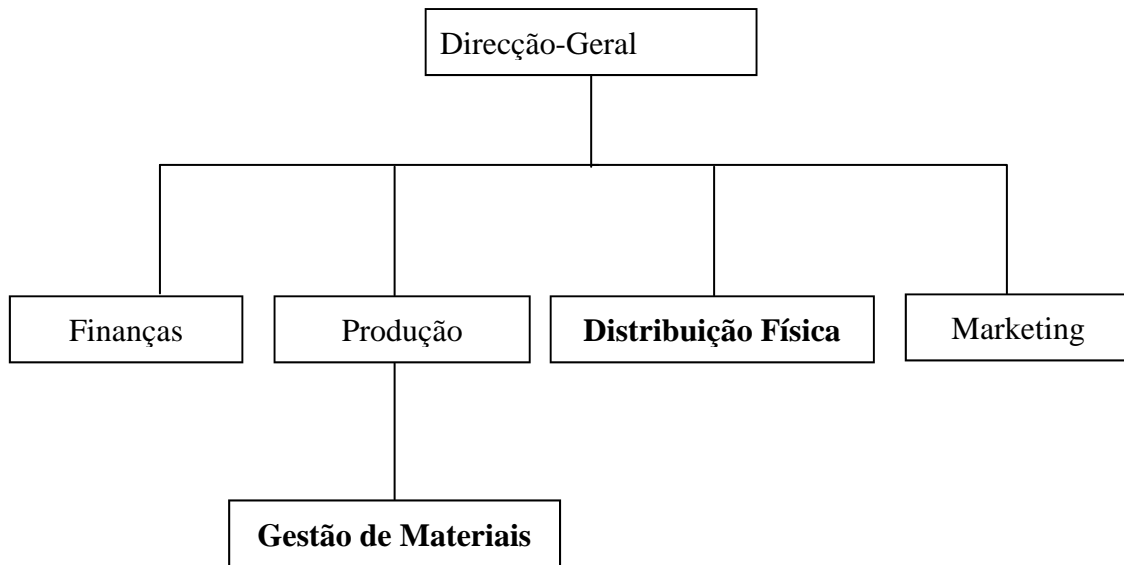 Direcção-Geral
Finanças
Produção
Distribuição Física
Marketing
Gestão de Materiais